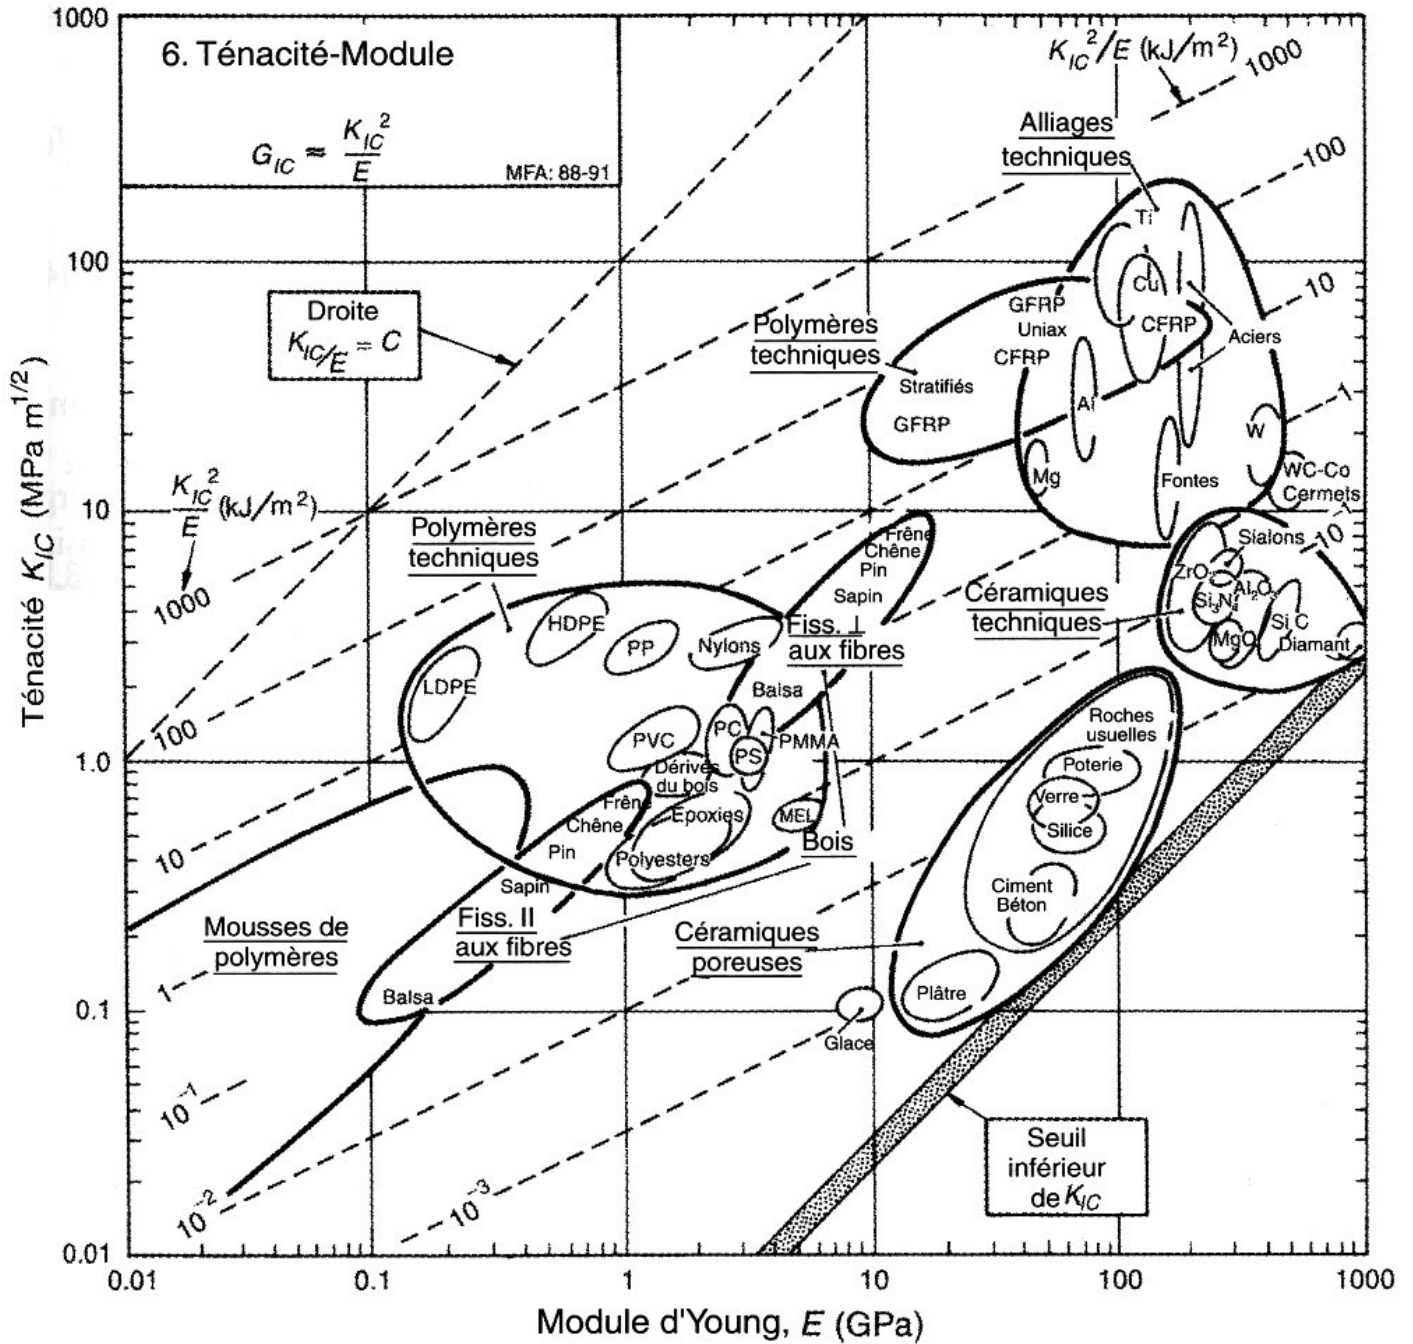 6. Ténacité-Module
G_IC ≈ K_IC²/E
MFA: 88-91
K_IC²/E (kJ/m²)
1000
Alliages
techniques
100
10
1
10⁻¹
Droite
K_IC/E = C
K_IC²/E (kJ/m²)
1000
100
10
1
10⁻¹
10⁻²
10⁻³
Polymères
techniques
GFRP
Uniax
CFRP
Stratifiés
GFRP
Ti
Cu
CFRP
Aciers
Al
Mg
Fontes
W
WC-Co
Cermets
Polymères
techniques
HDPE
PP
Nylons
LDPE
PVC
PC
PMMA
PS
Dérivés
du bois
Epoxies
MEL
Polyesters
Frêne
Chêne
Pin
Sapin
Fiss. ⊥
aux fibres
Balsa
Bois
Frêne
Chêne
Pin
Sapin
Fiss. II
aux fibres
Balsa
Mousses de
polymères
Céramiques
techniques
Sialons
ZrO₂
Si₃N₄
Al₂O₃
Si C
MgO
Diamant
Roches
usuelles
Poterie
Verre
Silice
Ciment
Béton
Céramiques
poreuses
Plâtre
Glace
Seuil
inférieur
de K_IC
Ténacité K_IC (MPa m^1/2)
1000
100
10
1.0
0.1
0.01
0.01 0.1 1 10 100 1000
Module d'Young, E (GPa)